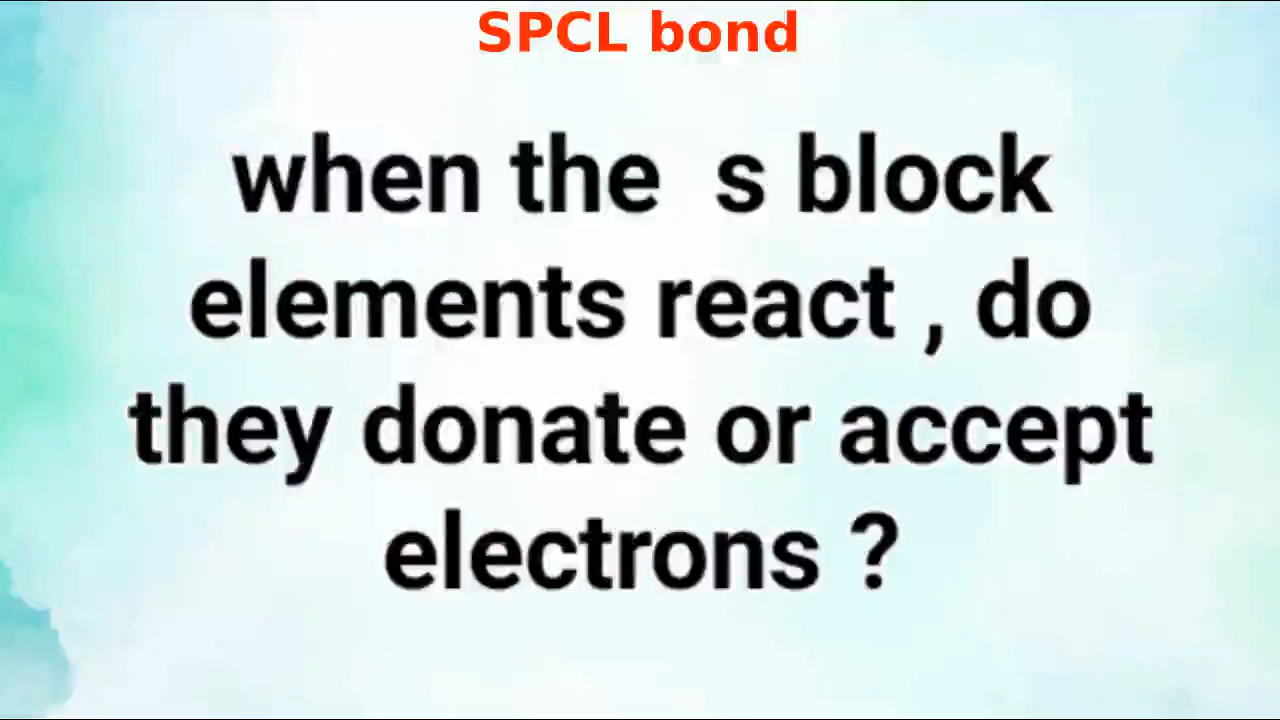 SPCL bond
when the s block
elements react , do
they donate or accept
electrons ?